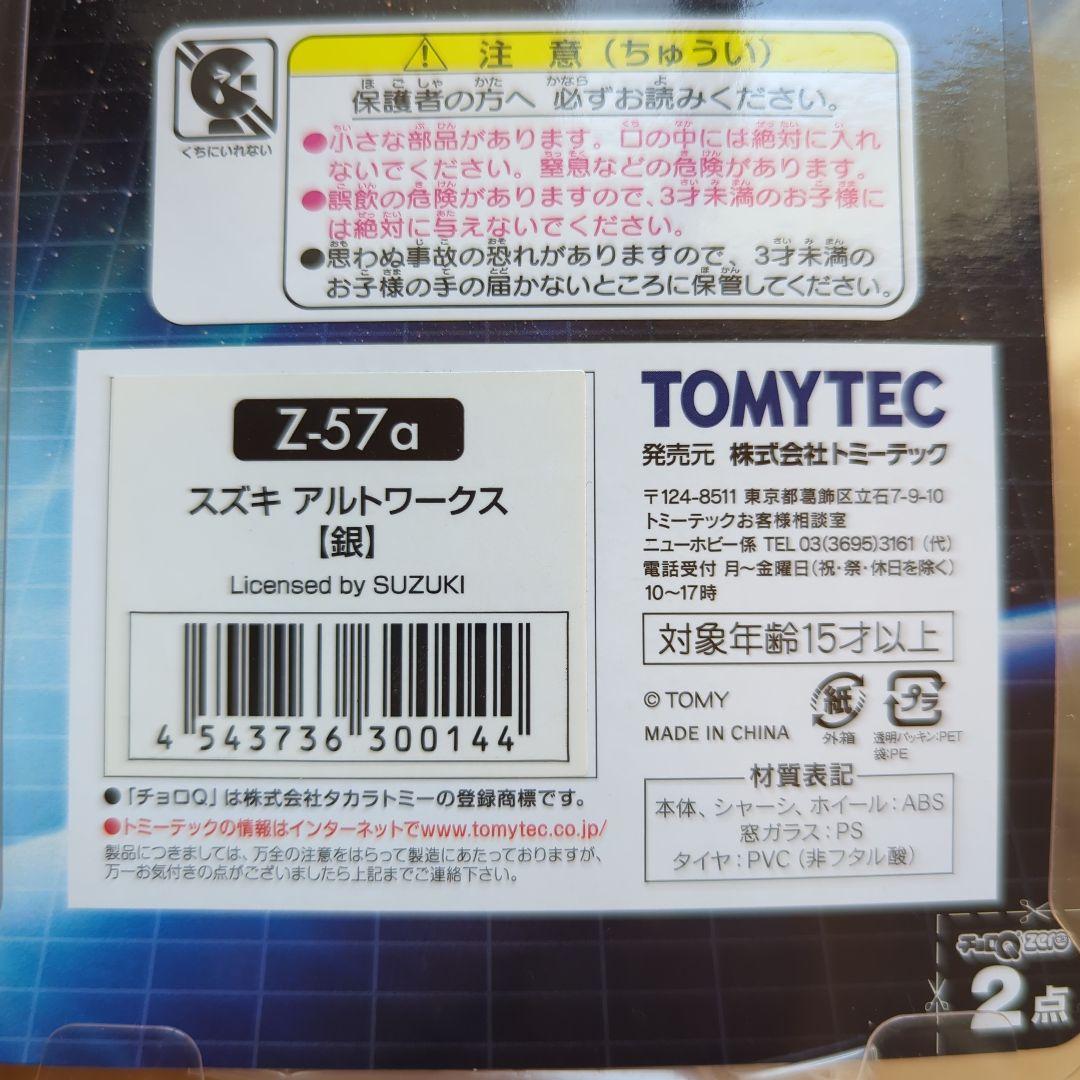 くちにいれない
注 意 (ちゅうい)
保護者の方へ 必ずお読みください。
●小さな部品があります。口の中には絶対に入れ
ないでください。窒息などの危険があります。
●誤飲の危険がありますので、3才未満のお子様に
は絶対に与えないでください。
●思わぬ事故の恐れがありますので、3才未満の
お子様の手の届かないところに保管してください。
Z-57a
スズキ アルトワークス
【銀】
Licensed by SUZUKI
4 543736 300144
●「チョロQ」は株式会社タカラトミーの登録商標です。
●トミーテックの情報はインターネットでwww.tomytec.co.jp/
製品につきましては、万全の注意をはらって製造にあたっておりますが、
万一お気付きの点がございましたら上記までご連絡下さい。
TOMYTEC
発売元 株式会社トミーテック
〒124-8511 東京都葛飾区立石7-9-10
トミーテックお客様相談室
ニューホビー係 TEL 03(3695)3161 (代)
電話受付 月〜金曜日(祝・祭・休日を除く)
10〜17時
対象年齢15才以上
© TOMY
MADE IN CHINA
紙
外箱
プラ
透明パッキン:PET
袋:PE
材質表記
本体、シャーシ、ホイール:ABS
窓ガラス:PS
タイヤ:PVC (非フタル酸)
チョロQ zero
2点